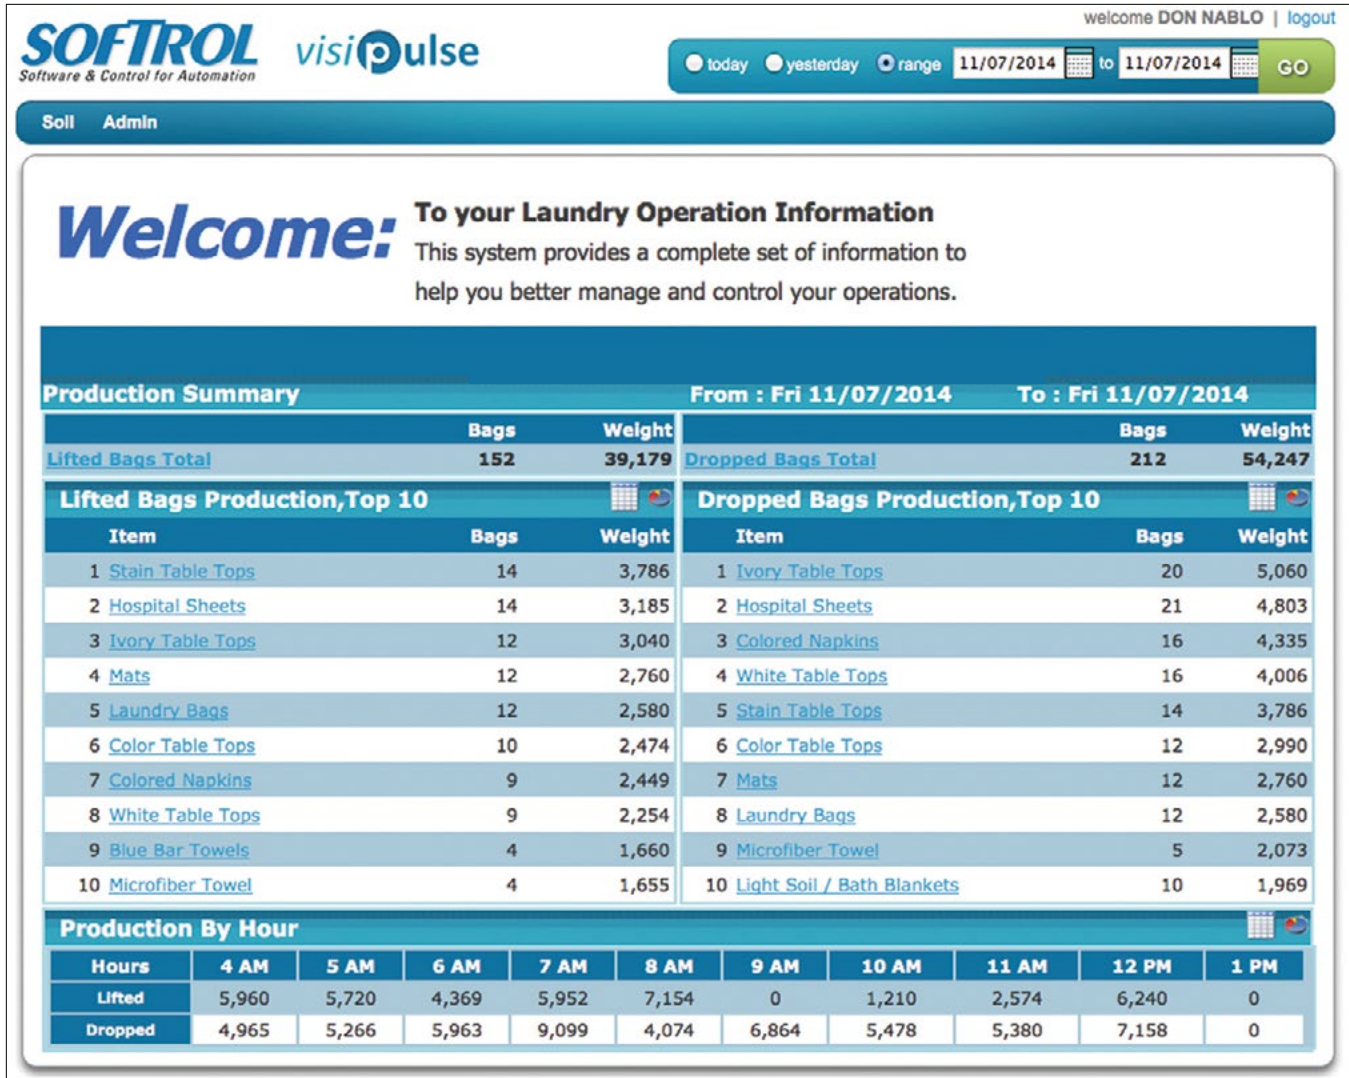 welcome DON NABLO | logout
SOFTROL
Software & Control for Automation
visipulse
today yesterday range 11/07/2014 to 11/07/2014 GO
Soil Admin
Welcome:
To your Laundry Operation Information
This system provides a complete set of information to
help you better manage and control your operations.
Production Summary From : Fri 11/07/2014 To : Fri 11/07/2014
Bags Weight Bags Weight
Lifted Bags Total 152 39,179 Dropped Bags Total 212 54,247
Lifted Bags Production,Top 10 Dropped Bags Production,Top 10
Item Bags Weight Item Bags Weight
1 Stain Table Tops 14 3,786 1 Ivory Table Tops 20 5,060
2 Hospital Sheets 14 3,185 2 Hospital Sheets 21 4,803
3 Ivory Table Tops 12 3,040 3 Colored Napkins 16 4,335
4 Mats 12 2,760 4 White Table Tops 16 4,006
5 Laundry Bags 12 2,580 5 Stain Table Tops 14 3,786
6 Color Table Tops 10 2,474 6 Color Table Tops 12 2,990
7 Colored Napkins 9 2,449 7 Mats 12 2,760
8 White Table Tops 9 2,254 8 Laundry Bags 12 2,580
9 Blue Bar Towels 4 1,660 9 Microfiber Towel 5 2,073
10 Microfiber Towel 4 1,655 10 Light Soil / Bath Blankets 10 1,969
Production By Hour
Hours 4 AM 5 AM 6 AM 7 AM 8 AM 9 AM 10 AM 11 AM 12 PM 1 PM
Lifted 5,960 5,720 4,369 5,952 7,154 0 1,210 2,574 6,240 0
Dropped 4,965 5,266 5,963 9,099 4,074 6,864 5,478 5,380 7,158 0